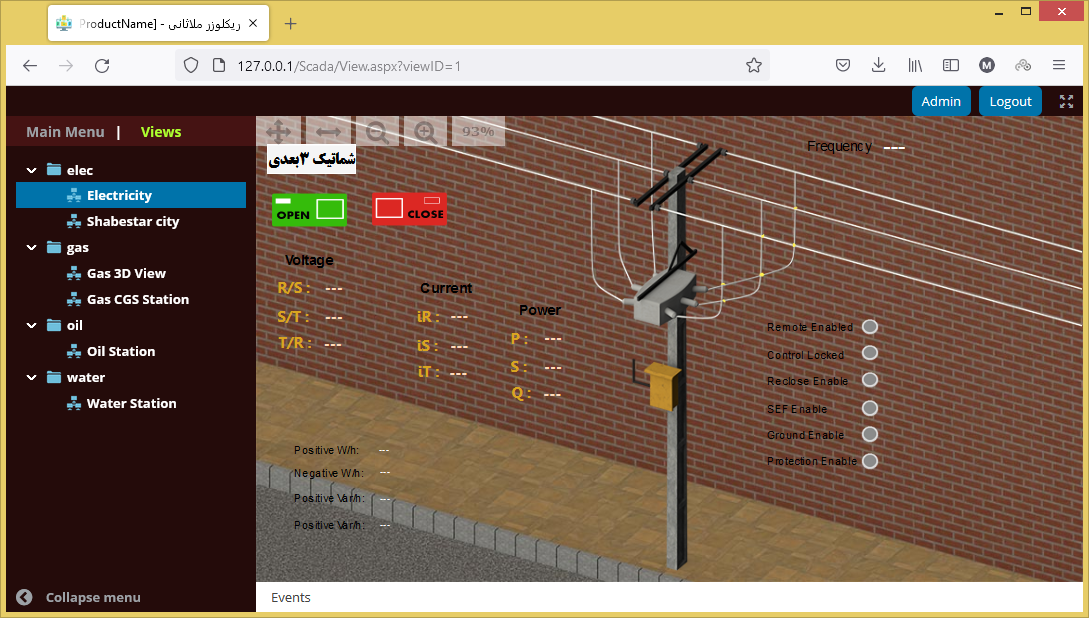 ProductName] - ریکلوزر ملاثانی
127.0.0.1/Scada/View.aspx?viewID=1
M
Admin Logout
Main Menu | Views
elec
Electricity
Shabestar city
gas
Gas 3D View
Gas CGS Station
oil
Oil Station
water
Water Station
Collapse menu
93%
شماتیک ۳بعدی
Frequency ---
OPEN CLOSE
Voltage
R/S : ---
S/T : ---
T/R : ---
Current
iR : ---
iS : ---
iT : ---
Power
P : ---
S : ---
Q : ---
Remote Enabled
Control Locked
Reclose Enable
SEF Enable
Ground Enable
Protection Enable
Positive W/h: ---
Negative W/h: ---
Positive Var/h: ---
Positive Var/h: ---
Events